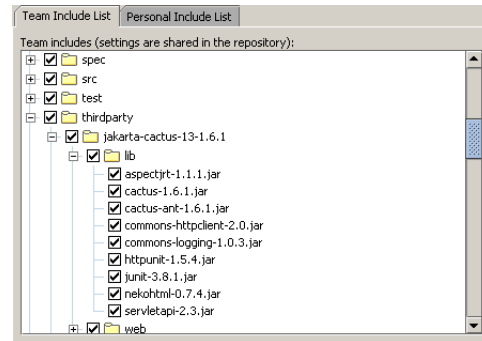 Team Include List Personal Include List
Team includes (settings are shared in the repository):
spec
src
test
thirdparty
jakarta-cactus-13-1.6.1
lib
aspectjrt-1.1.1.jar
cactus-1.6.1.jar
cactus-ant-1.6.1.jar
commons-httpclient-2.0.jar
commons-logging-1.0.3.jar
httpunit-1.5.4.jar
junit-3.8.1.jar
nekohtml-0.7.4.jar
servletapi-2.3.jar
web